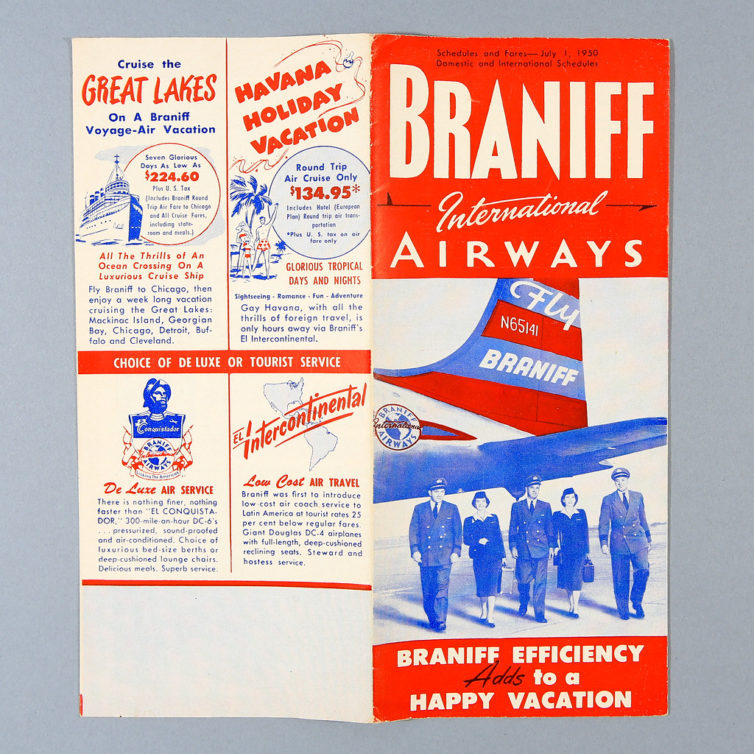 Cruise the
GREAT LAKES
On A Braniff
Voyage-Air Vacation
Seven Glorious
Days As Low As
$224.60
Plus U. S. Tax
(Includes Braniff Round
Trip Air Fare to Chicago
and All Cruise Fares,
including state-
room and meals.)
All The Thrills of An
Ocean Crossing On A
Luxurious Cruise Ship
Fly Braniff to Chicago, then
enjoy a week long vacation
cruising the Great Lakes:
Mackinac Island, Georgian
Bay, Chicago, Detroit, Buf-
falo and Cleveland.
HAVANA
HOLIDAY
VACATION
Round Trip
Air Cruise Only
$134.95*
Includes Hotel (European
Plan) Round trip air trans-
portation
*Plus U. S. tax on air
fare only
GLORIOUS TROPICAL
DAYS AND NIGHTS
Sightseeing - Romance - Fun - Adventure
Gay Havana, with all the
thrills of foreign travel, is
only hours away via Braniff's
El Intercontinental.
CHOICE OF DE LUXE OR TOURIST SERVICE
El Conquistador
BRANIFF
International
AIRWAYS
De Luxe AIR SERVICE
There is nothing finer, nothing
faster than "EL CONQUISTA-
DOR," 300-mile-an-hour DC-6's
. . . pressurized, sound-proofed
and air-conditioned. Choice of
luxurious bed-size berths or
deep-cushioned lounge chairs.
Delicious meals. Superb service.
EL Intercontinental
Low Cost AIR TRAVEL
Braniff was first to introduce
low cost air coach service to
Latin America at tourist rates 25
per cent below regular fares.
Giant Douglas DC-4 airplanes
with full-length, deep-cushioned
reclining seats. Steward and
hostess service.
Schedules and Fares—July 1, 1950
Domestic and International Schedules
BRANIFF
International
AIRWAYS
Fly
N65141
BRANIFF
BRANIFF
International
AIRWAYS
BRANIFF EFFICIENCY
Adds to a
HAPPY VACATION